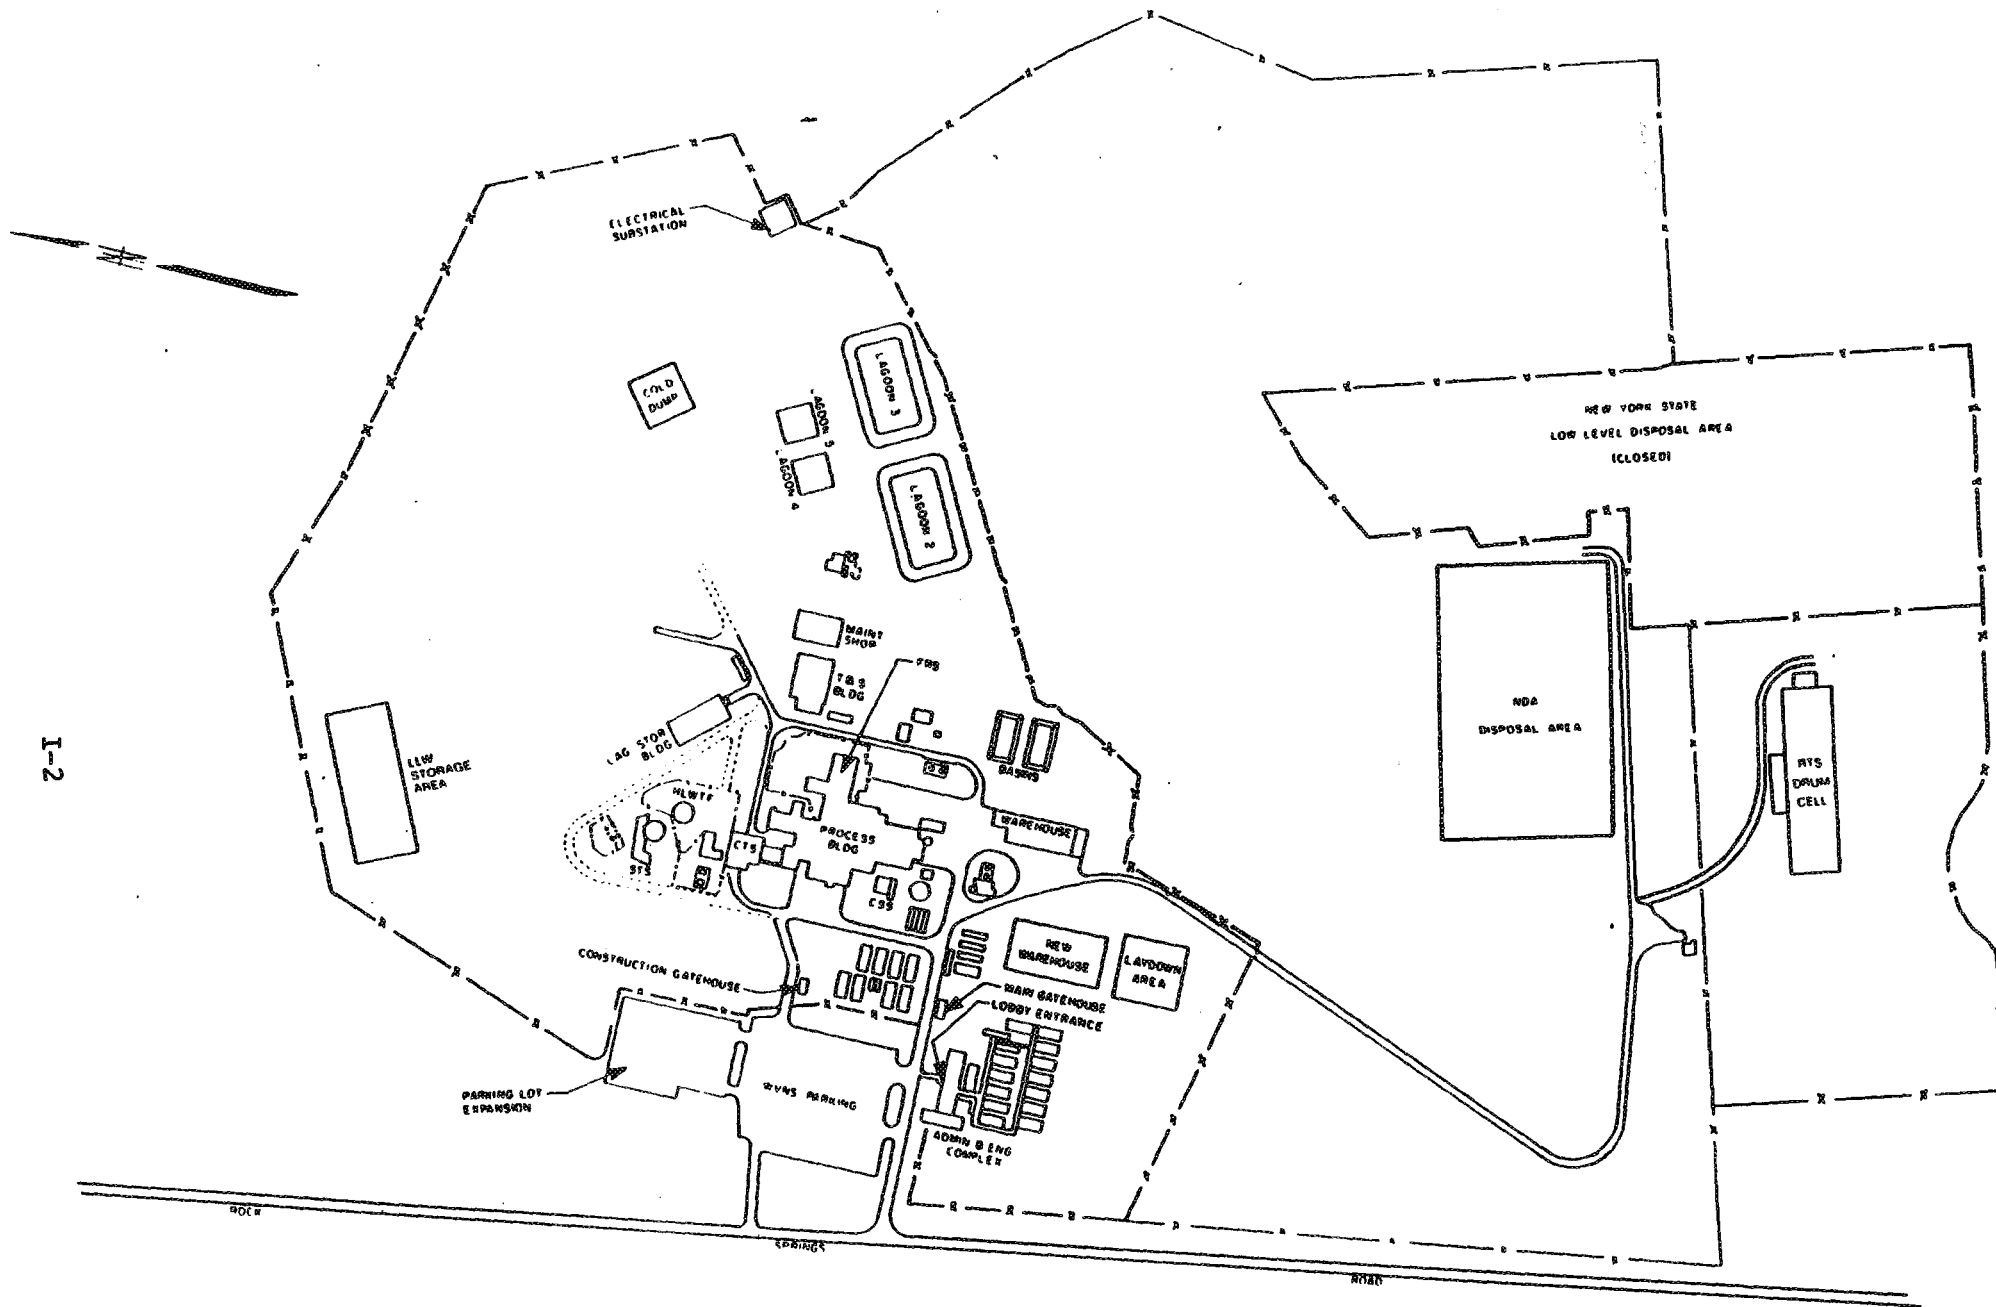 ELECTRICAL
SUBSTATION
N
COLD
DUMP
LAGOON 3
LAGOON 5
LAGOON 4
LAGOON 2
NEW YORK STATE
LOW LEVEL DISPOSAL AREA
(CLOSED)
MAINT
SHOP
T & S
BLDG
FRS
LAG STOR
BLDG
NDA
DISPOSAL AREA
I-2
LLW
STORAGE
AREA
BASINS
RTS
DRUM
CELL
HLWTF
STS
CTS
PROCESS
BLDG
WAREHOUSE
CSS
CONSTRUCTION GATEHOUSE
NEW
WAREHOUSE
LAYDOWN
AREA
MAIN GATEHOUSE
LOBBY ENTRANCE
PARKING LOT
EXPANSION
WVNS PARKING
ADMIN & ENG
COMPLEX
ROCK
SPRINGS
ROAD